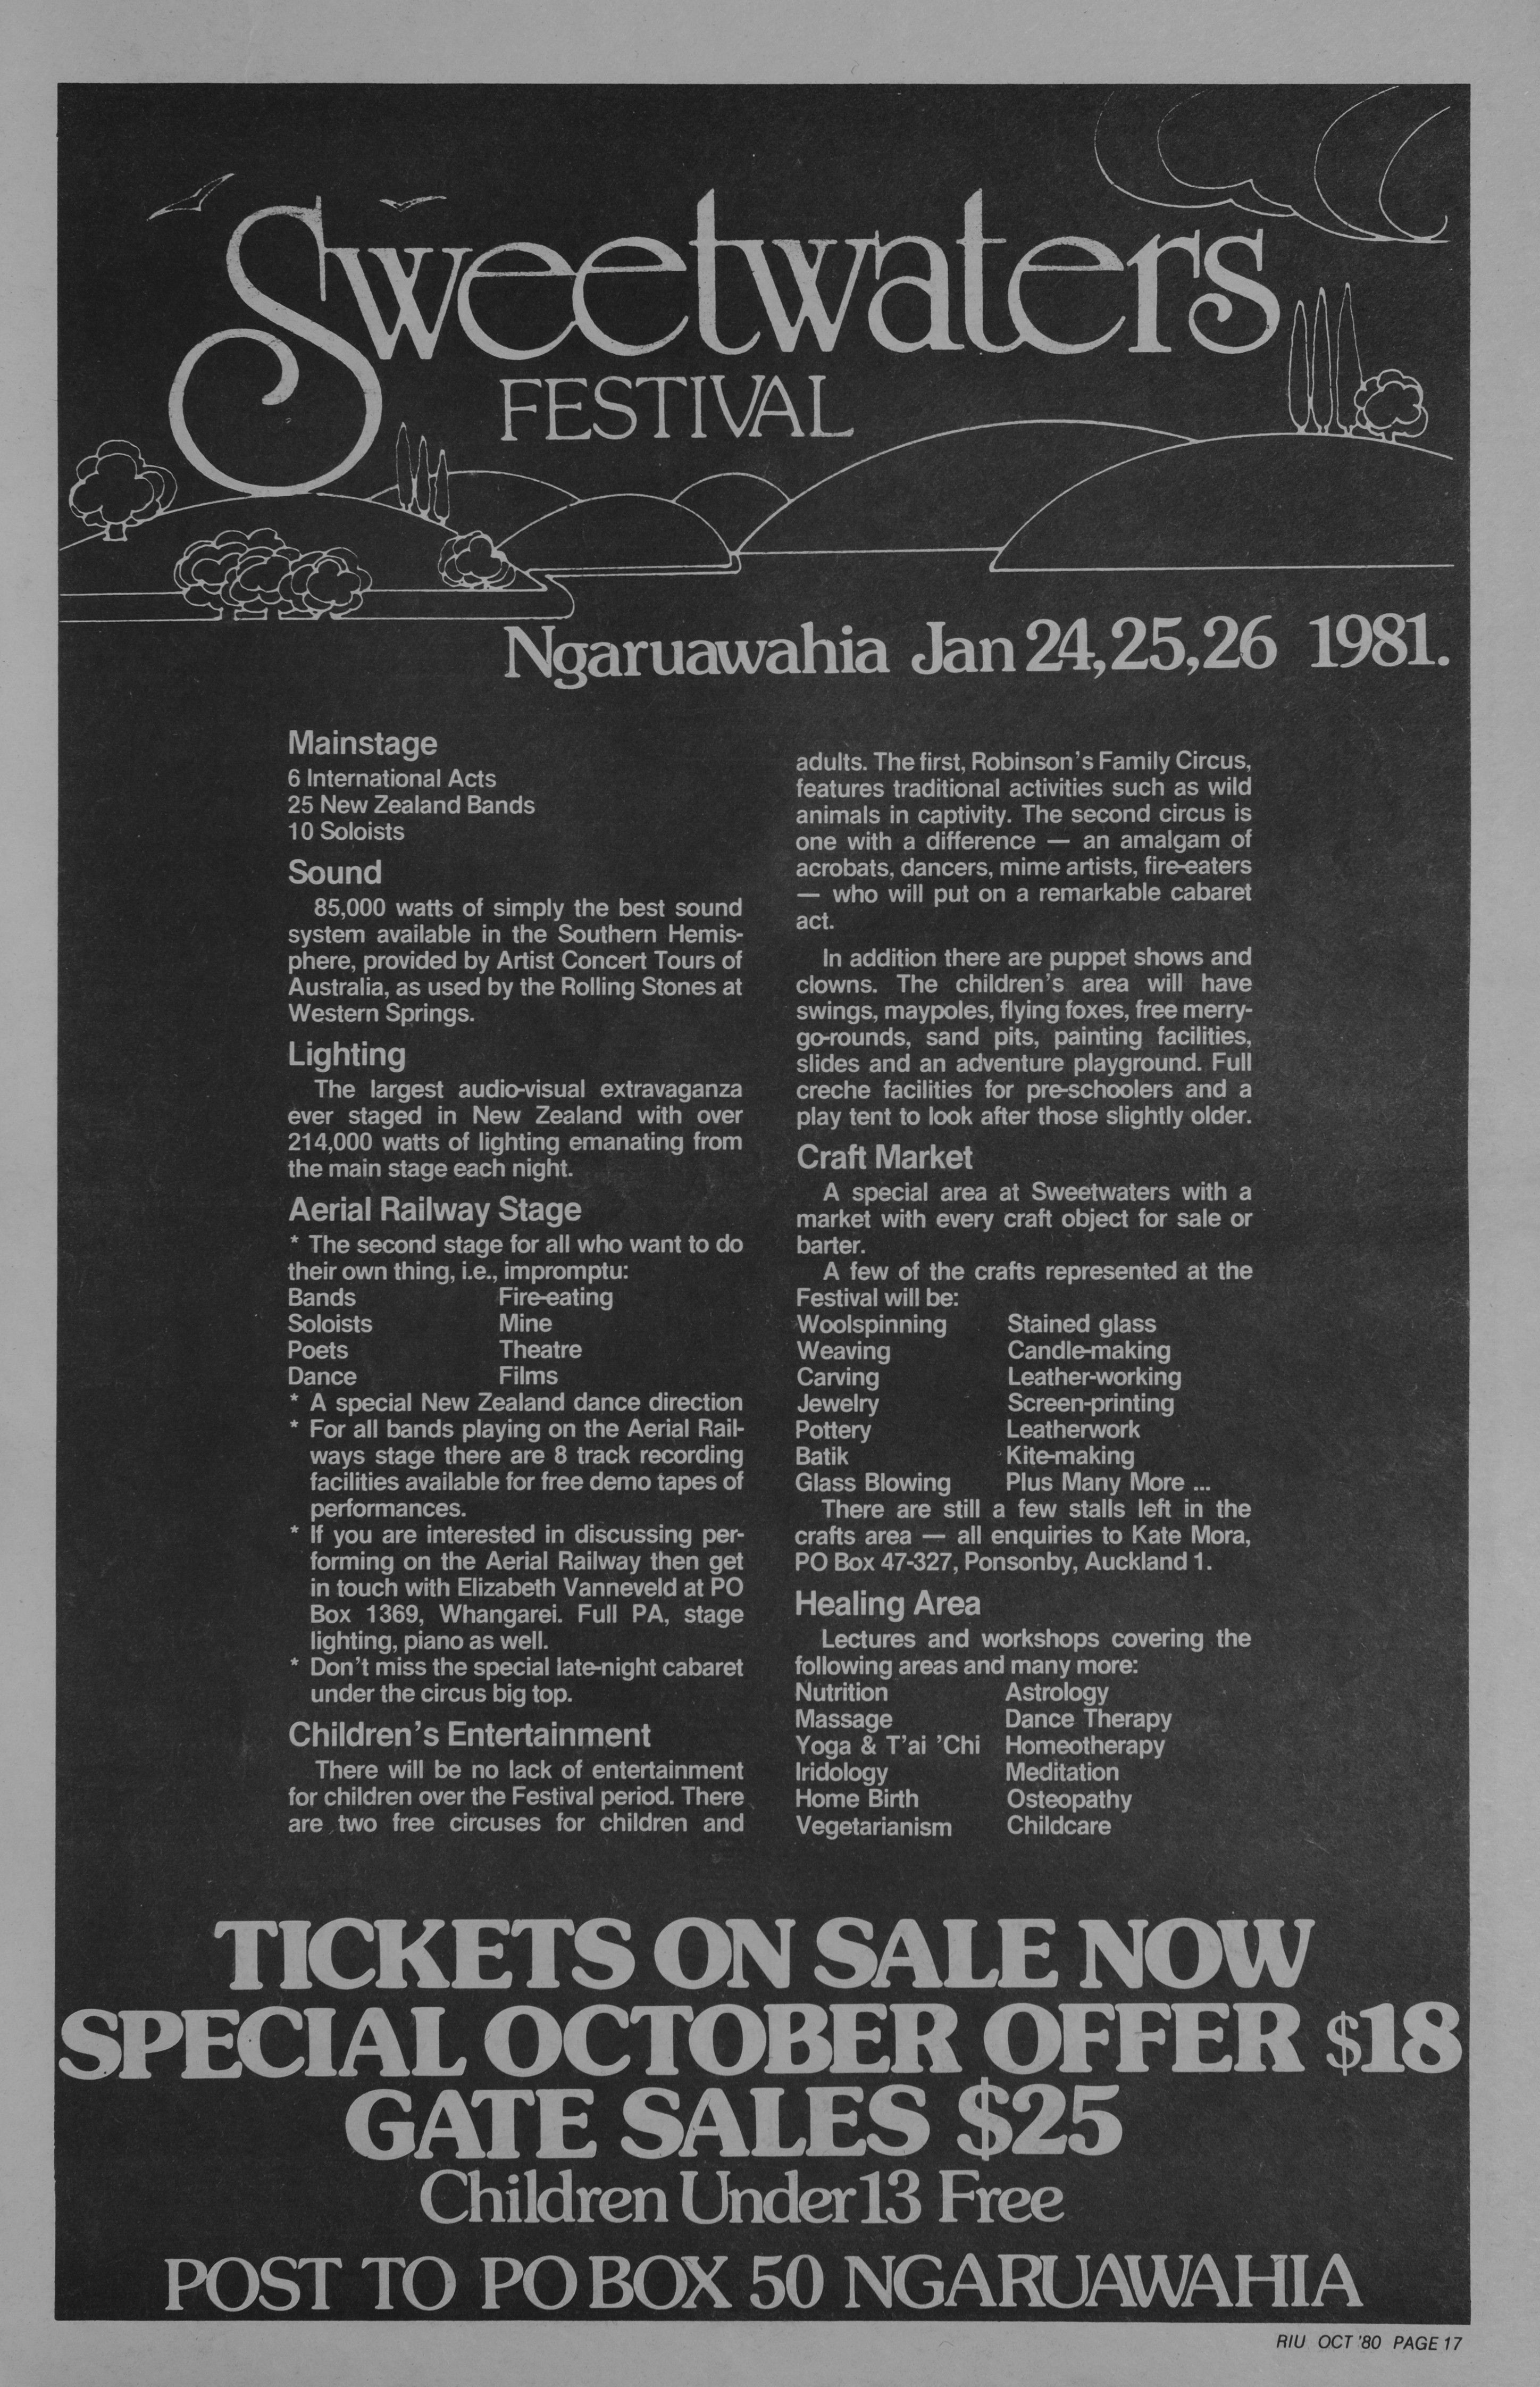 Sweetwaters
FESTIVAL
Ngaruawahia Jan 24,25,26 1981.
Mainstage
6 International Acts
25 New Zealand Bands
10 Soloists
Sound
85,000 watts of simply the best sound
system available in the Southern Hemis-
phere, provided by Artist Concert Tours of
Australia, as used by the Rolling Stones at
Western Springs.
Lighting
The largest audio-visual extravaganza
ever staged in New Zealand with over
214,000 watts of lighting emanating from
the main stage each night.
Aerial Railway Stage
* The second stage for all who want to do
their own thing, i.e., impromptu:
Bands Fire-eating
Soloists Mine
Poets Theatre
Dance Films
* A special New Zealand dance direction
* For all bands playing on the Aerial Rail-
ways stage there are 8 track recording
facilities available for free demo tapes of
performances.
* If you are interested in discussing per-
forming on the Aerial Railway then get
in touch with Elizabeth Vanneveld at PO
Box 1369, Whangarei. Full PA, stage
lighting, piano as well.
* Don't miss the special late-night cabaret
under the circus big top.
Children's Entertainment
There will be no lack of entertainment
for children over the Festival period. There
are two free circuses for children and
adults. The first, Robinson's Family Circus,
features traditional activities such as wild
animals in captivity. The second circus is
one with a difference — an amalgam of
acrobats, dancers, mime artists, fire-eaters
— who will put on a remarkable cabaret
act.
In addition there are puppet shows and
clowns. The children's area will have
swings, maypoles, flying foxes, free merry-
go-rounds, sand pits, painting facilities,
slides and an adventure playground. Full
creche facilities for pre-schoolers and a
play tent to look after those slightly older.
Craft Market
A special area at Sweetwaters with a
market with every craft object for sale or
barter.
A few of the crafts represented at the
Festival will be:
Woolspinning Stained glass
Weaving Candle-making
Carving Leather-working
Jewelry Screen-printing
Pottery Leatherwork
Batik Kite-making
Glass Blowing Plus Many More ...
There are still a few stalls left in the
crafts area — all enquiries to Kate Mora,
PO Box 47-327, Ponsonby, Auckland 1.
Healing Area
Lectures and workshops covering the
following areas and many more:
Nutrition Astrology
Massage Dance Therapy
Yoga & T'ai 'Chi Homeotherapy
Iridology Meditation
Home Birth Osteopathy
Vegetarianism Childcare
TICKETS ON SALE NOW
SPECIAL OCTOBER OFFER $18
GATE SALES $25
Children Under 13 Free
POST TO PO BOX 50 NGARUAWAHIA
RIU OCT '80 PAGE 17